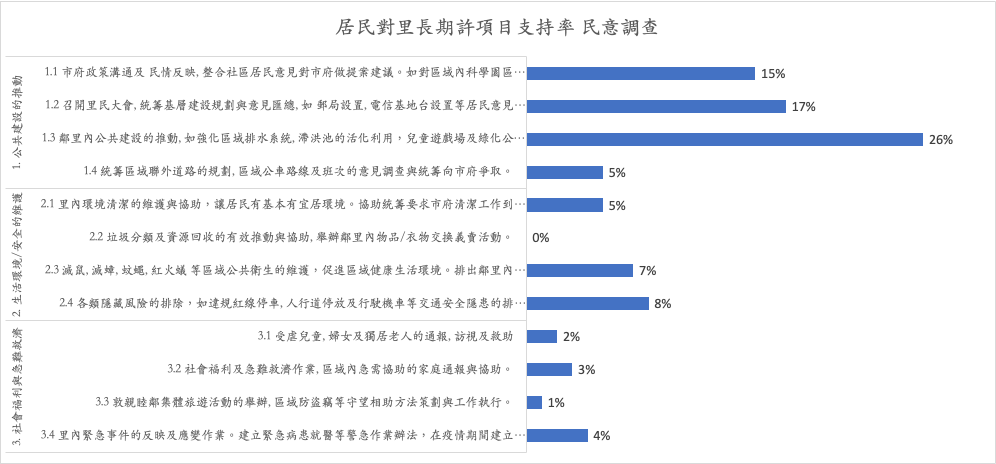 居民對里長期許項目支持率 民意調查
1. 公共建設的推動
1.1 市府政策溝通及 民情反映, 整合社區居民意見對市府做提案建議。如對區域內科學園區… 15%
1.2 召開里民大會, 統籌基層建設規劃與意見匯總, 如 郵局設置, 電信基地台設置等居民意見… 17%
1.3 鄰里內公共建設的推動, 如強化區域排水系統, 滯洪池的活化利用，兒童遊戲場及綠化公… 26%
1.4 統籌區域聯外道路的規劃, 區域公車路線及班次的意見調查與統籌向市府爭取。 5%
2. 生活環境/安全的維護
2.1 里內環境清潔的維護與協助，讓居民有基本有宜居環境。協助統籌要求市府清潔工作到… 5%
2.2 垃圾分類及資源回收的有效推動與協助, 舉辦鄰里內物品/衣物交換義賣活動。 0%
2.3 滅鼠, 滅蟑, 蚊蠅, 紅火蟻 等區域公共衛生的維護，促進區域健康生活環境。排出鄰里內… 7%
2.4 各類隱藏風險的排除，如違規紅線停車, 人行道停放及行駛機車等交通安全隱患的排… 8%
3. 社會福利與急難救濟
3.1 受虐兒童, 婦女及獨居老人的通報, 訪視及救助 2%
3.2 社會福利及急難救濟作業, 區域內急需協助的家庭通報與協助。 3%
3.3 敦親睦鄰集體旅遊活動的舉辦, 區域防盜竊等守望相助方法策劃與工作執行。 1%
3.4 里內緊急事件的反映及應變作業。建立緊急病患就醫等警急作業辦法，在疫情期間建立… 4%